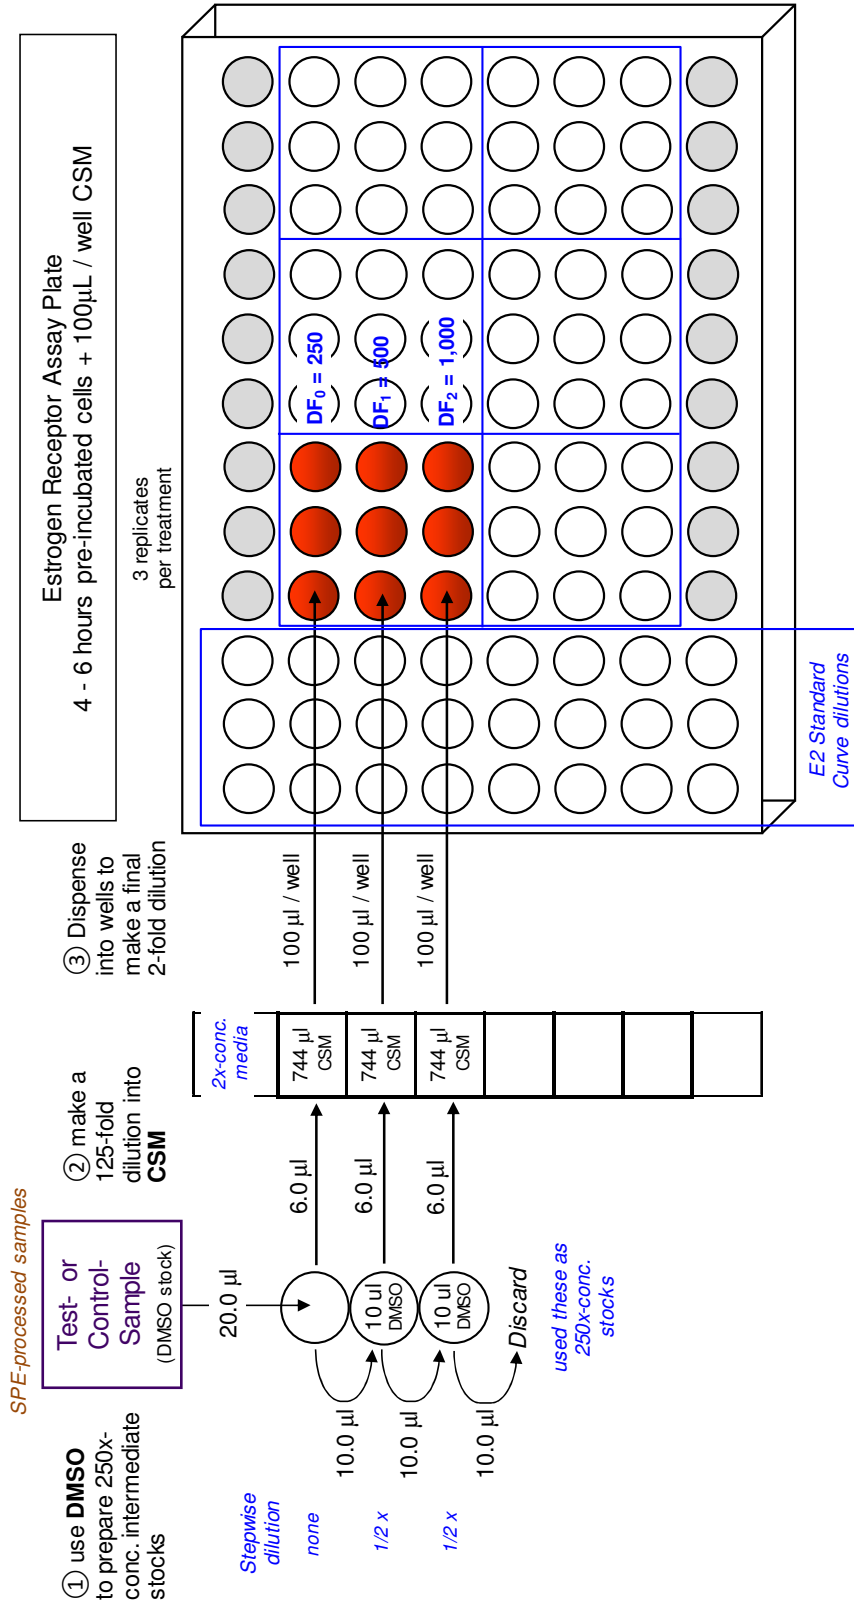 SPE-processed samples
① use DMSO
to prepare 250x-
conc. intermediate
stocks
Test- or
Control-
Sample
(DMSO stock)
② make a
125-fold
dilution into
CSM
③ Dispense
into wells to
make a final
2-fold dilution
Estrogen Receptor Assay Plate
4 - 6 hours pre-incubated cells + 100μL / well CSM
3 replicates
per treatment
Stepwise
dilution
none
1/2 x
1/2 x
20.0 μl
10.0 μl
10.0 μl
10.0 μl
10 ul
DMSO
10 ul
DMSO
Discard
used these as
250x-conc.
stocks
6.0 μl
6.0 μl
6.0 μl
2x-conc.
media
744 μl
CSM
744 μl
CSM
744 μl
CSM
100 μl / well
100 μl / well
100 μl / well
DF₀ = 250
DF₁ = 500
DF₂ = 1,000
E2 Standard
Curve dilutions